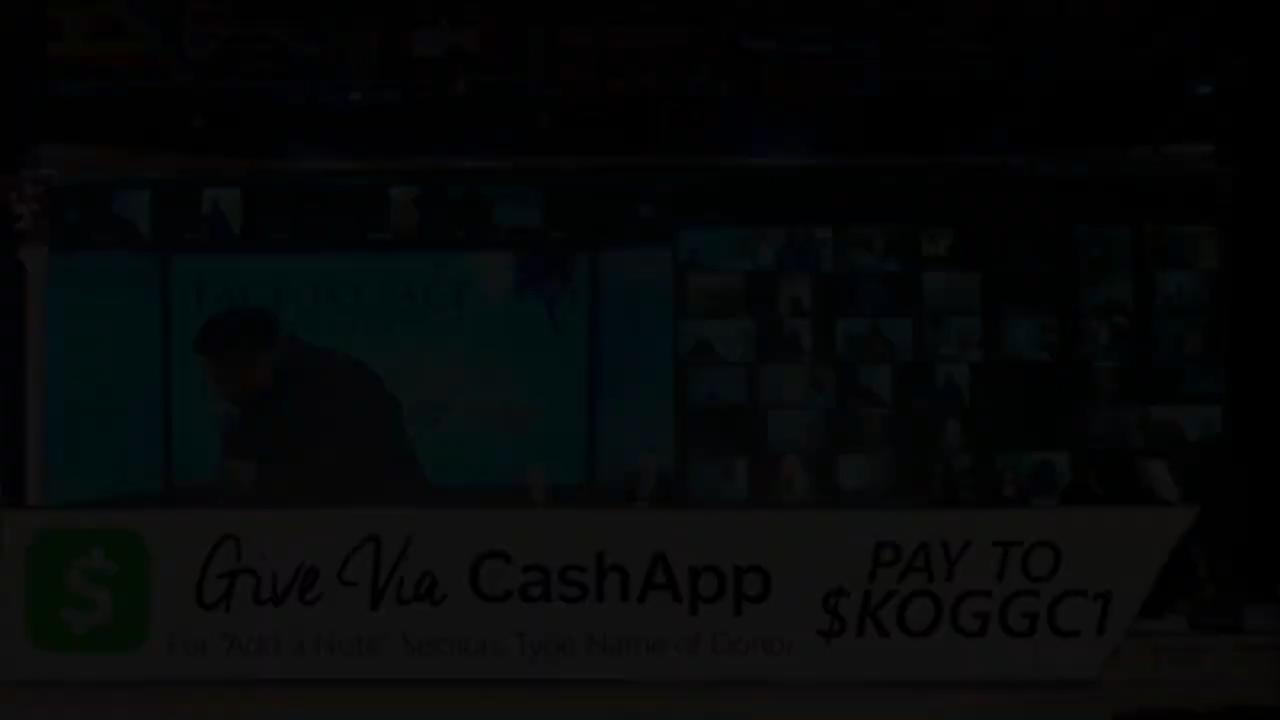 Give Via CashApp
For "Add a Note" Section, Type Name of Donor
PAY TO
$KOGGC1